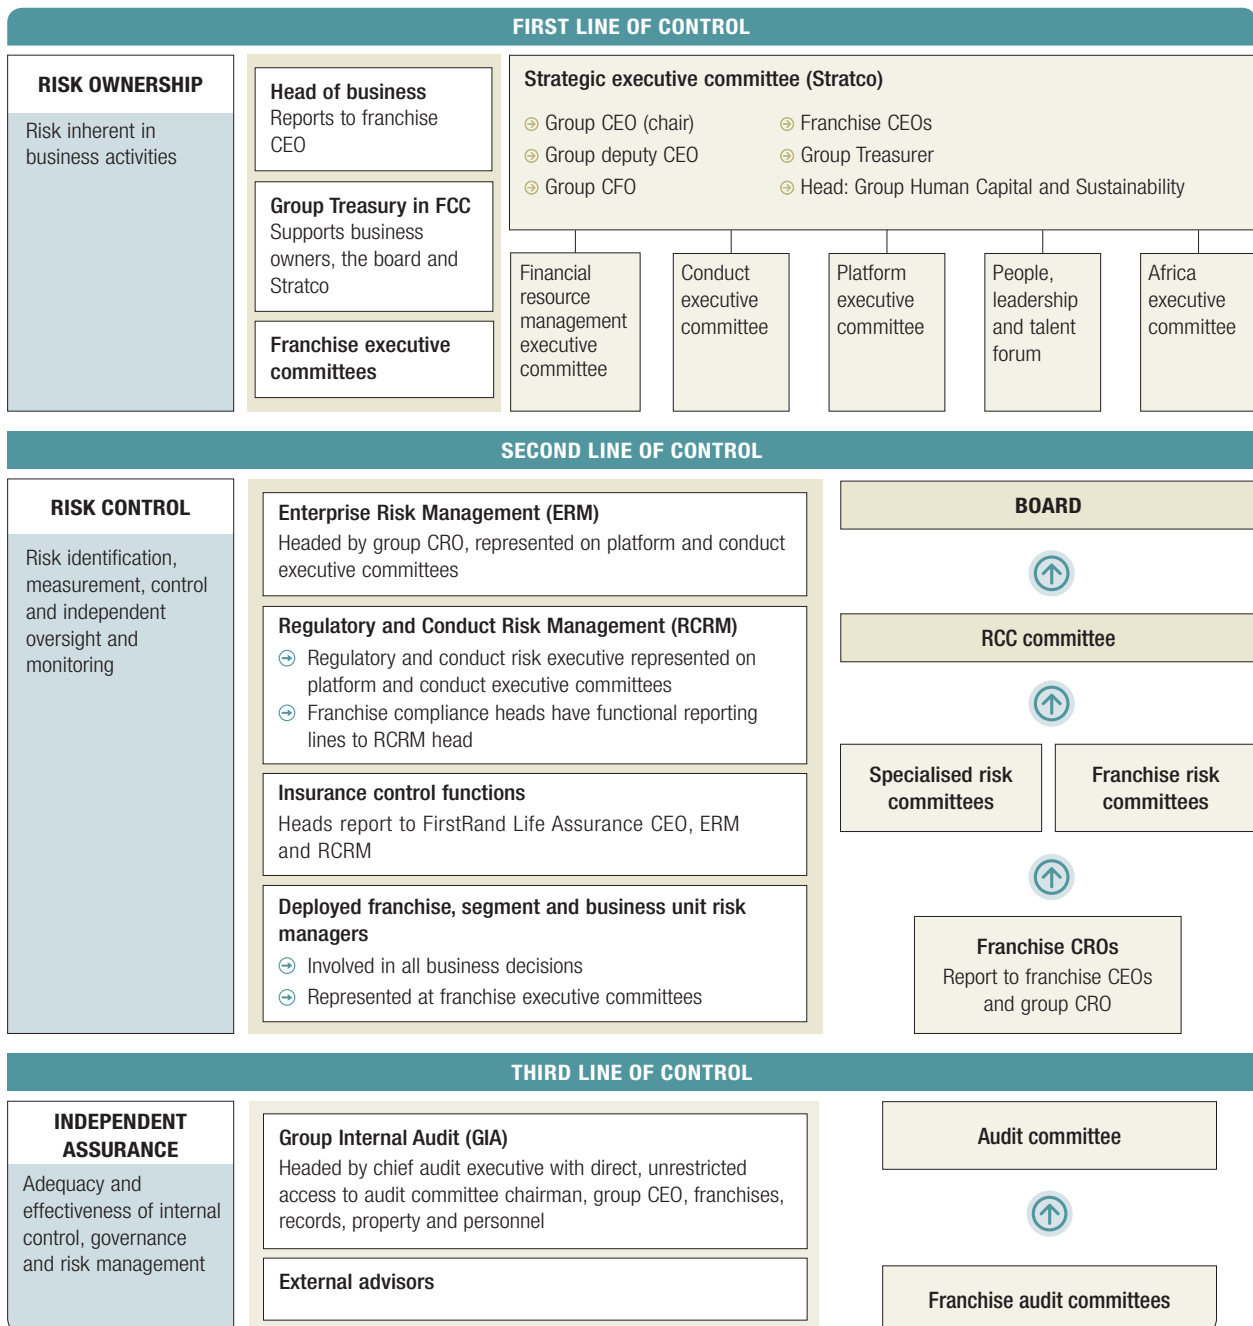 FIRST LINE OF CONTROL
RISK OWNERSHIP
Risk inherent in
business activities
Head of business
Reports to franchise
CEO
Group Treasury in FCC
Supports business
owners, the board and
Stratco
Franchise executive
committees
Strategic executive committee (Stratco)
Group CEO (chair)
Group deputy CEO
Group CFO
Franchise CEOs
Group Treasurer
Head: Group Human Capital and Sustainability
Financial
resource
management
executive
committee
Conduct
executive
committee
Platform
executive
committee
People,
leadership
and talent
forum
Africa
executive
committee
SECOND LINE OF CONTROL
RISK CONTROL
Risk identification,
measurement, control
and independent
oversight and
monitoring
Enterprise Risk Management (ERM)
Headed by group CRO, represented on platform and conduct
executive committees
Regulatory and Conduct Risk Management (RCRM)
Regulatory and conduct risk executive represented on
platform and conduct executive committees
Franchise compliance heads have functional reporting
lines to RCRM head
Insurance control functions
Heads report to FirstRand Life Assurance CEO, ERM
and RCRM
Deployed franchise, segment and business unit risk
managers
Involved in all business decisions
Represented at franchise executive committees
BOARD
RCC committee
Specialised risk
committees
Franchise risk
committees
Franchise CROs
Report to franchise CEOs
and group CRO
THIRD LINE OF CONTROL
INDEPENDENT
ASSURANCE
Adequacy and
effectiveness of internal
control, governance
and risk management
Group Internal Audit (GIA)
Headed by chief audit executive with direct, unrestricted
access to audit committee chairman, group CEO, franchises,
records, property and personnel
External advisors
Audit committee
Franchise audit committees